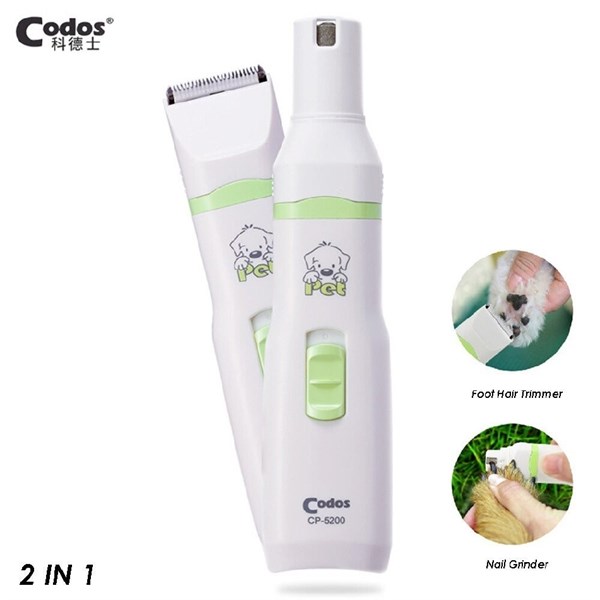 Codos®
科德士
Pet
Pet
Codos
CP-5200
Foot Hair Trimmer
Nail Grinder
2 IN 1